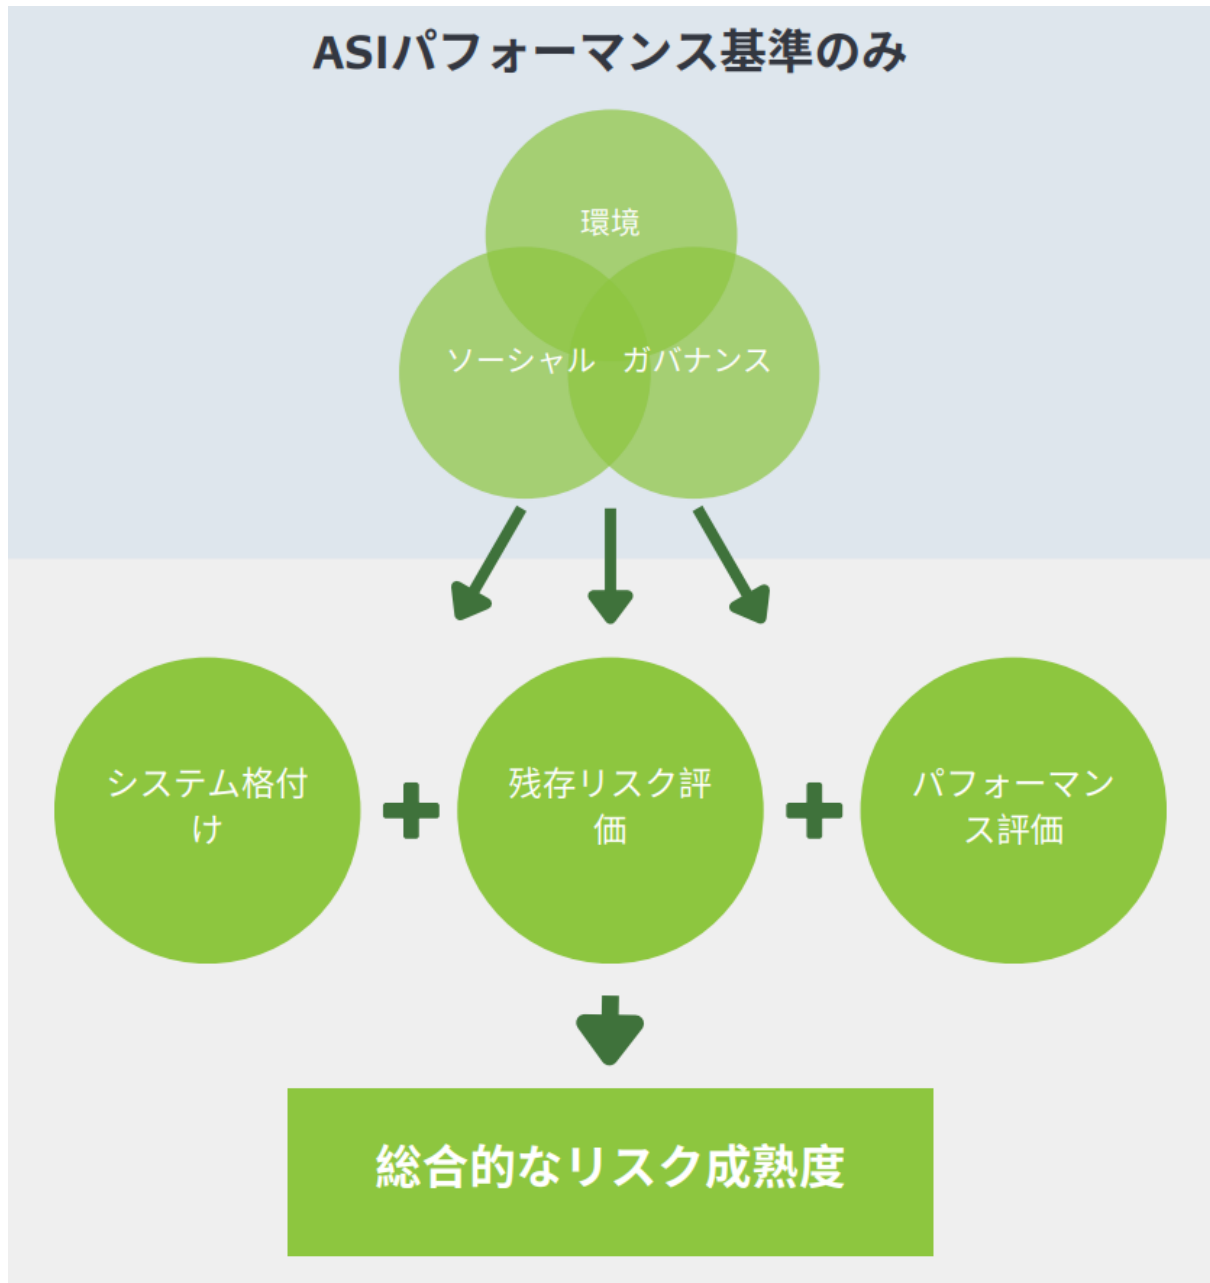 ASIパフォーマンス基準のみ
環境
ソーシャル ガバナンス
システム格付
け
残存リスク評
価
パフォーマン
ス評価
総合的なリスク成熟度